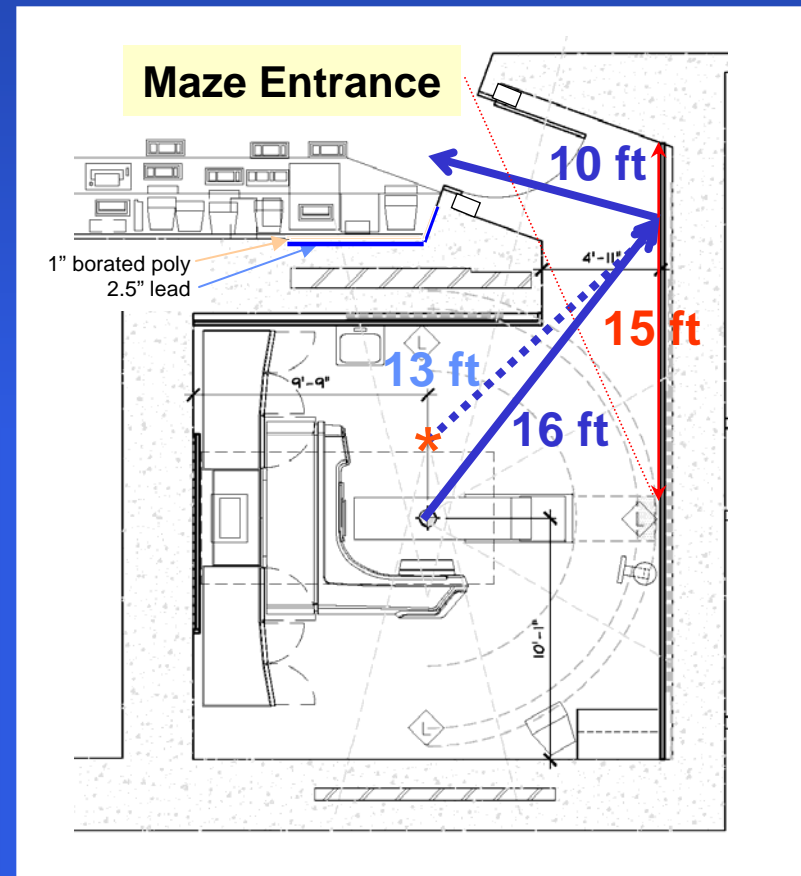 Maze Entrance
10 ft
1” borated poly
2.5” lead
4'-11"
L
15 ft
13 ft
9'-9"
16 ft
*
L
10'-1"
L